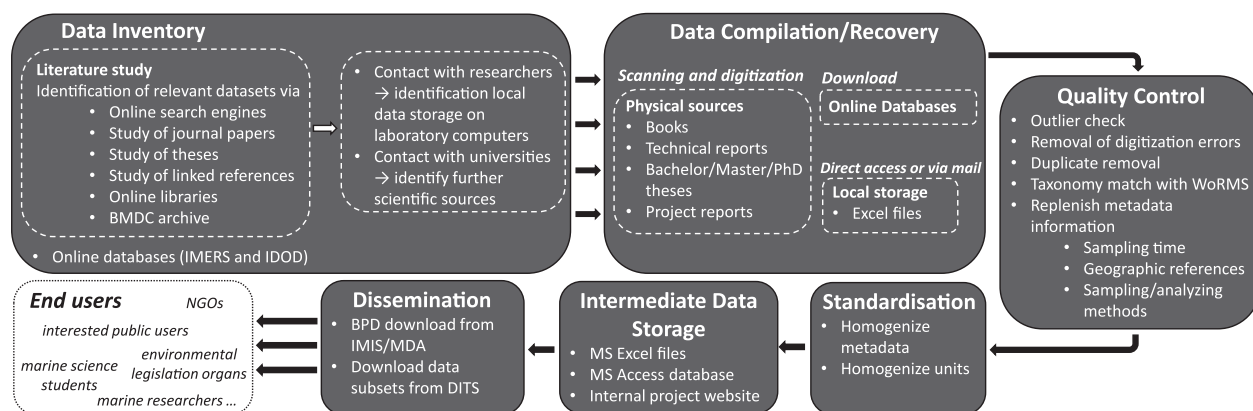 Data Inventory
Literature study
Identification of relevant datasets via
• Online search engines
• Study of journal papers
• Study of theses
• Study of linked references
• Online libraries
• BMDC archive
• Contact with researchers
→ identification local
data storage on
laboratory computers
• Contact with universities
→ identify further
scientific sources
• Online databases (IMERS and IDOD)
Data Compilation/Recovery
Scanning and digitization
Physical sources
• Books
• Technical reports
• Bachelor/Master/PhD
theses
• Project reports
Download
Online Databases
Direct access or via mail
Local storage
• Excel files
Quality Control
• Outlier check
• Removal of digitization errors
• Duplicate removal
• Taxonomy match with WoRMS
• Replenish metadata
information
• Sampling time
• Geographic references
• Sampling/analyzing
methods
Standardisation
• Homogenize
metadata
• Homogenize units
Intermediate Data
Storage
• MS Excel files
• MS Access database
• Internal project website
Dissemination
• BPD download from
IMIS/MDA
• Download data
subsets from DITS
End users
NGOs
interested public users
environmental
legislation organs
marine science
students
marine researchers ...